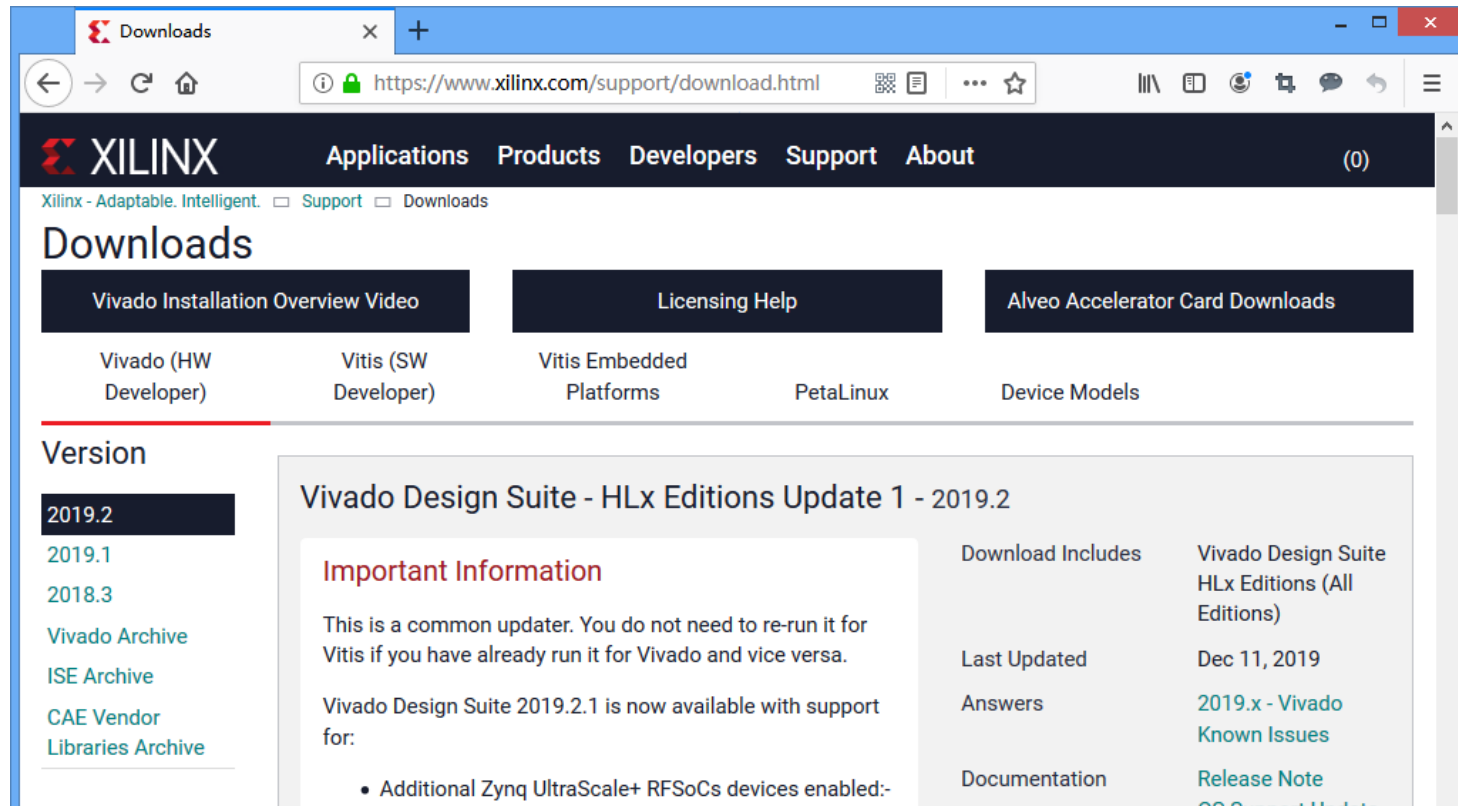 Downloads
https://www.xilinx.com/support/download.html
XILINX
Applications Products Developers Support About
(0)
Xilinx - Adaptable. Intelligent. Support Downloads
Downloads
Vivado Installation Overview Video
Licensing Help
Alveo Accelerator Card Downloads
Vivado (HW
Developer)
Vitis (SW
Developer)
Vitis Embedded
Platforms
PetaLinux
Device Models
Version
2019.2
2019.1
2018.3
Vivado Archive
ISE Archive
CAE Vendor
Libraries Archive
Vivado Design Suite - HLx Editions Update 1 - 2019.2
Important Information
This is a common updater. You do not need to re-run it for
Vitis if you have already run it for Vivado and vice versa.
Vivado Design Suite 2019.2.1 is now available with support
for:
• Additional Zynq UltraScale+ RFSoCs devices enabled:-
Download Includes
Vivado Design Suite
HLx Editions (All
Editions)
Last Updated
Dec 11, 2019
Answers
2019.x - Vivado
Known Issues
Documentation
Release Note